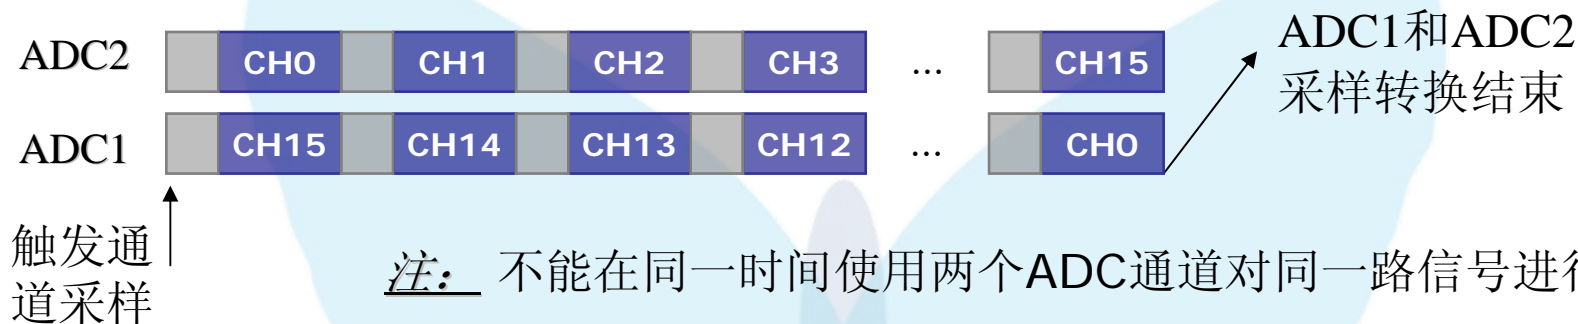 ADC2 CH0 CH1 CH2 CH3 ... CH15
ADC1 CH15 CH14 CH13 CH12 ... CH0
ADC1和ADC2
采样转换结束
触发通
道采样
注： 不能在同一时间使用两个ADC通道对同一路信号进